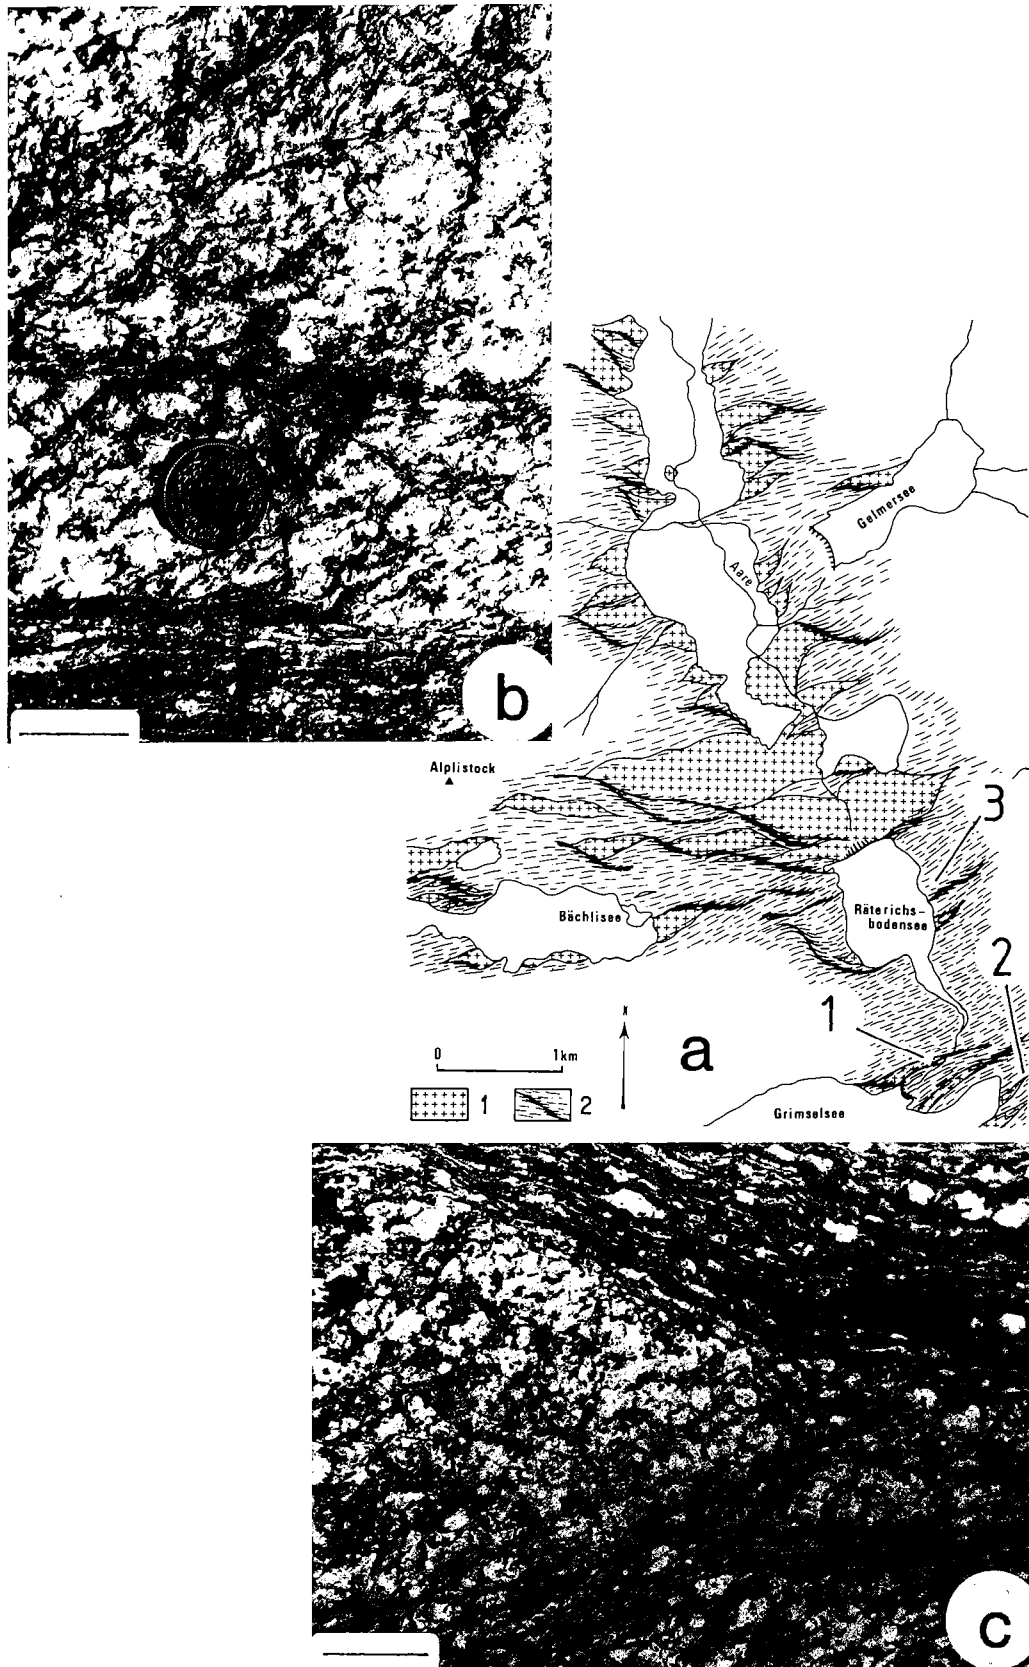 b
Gelmersee
Aare
Alplistock
3
Räterichs-
bodensee
Bächlisee
2
1
N
a
0 1km
1 2
Grimselsee
c